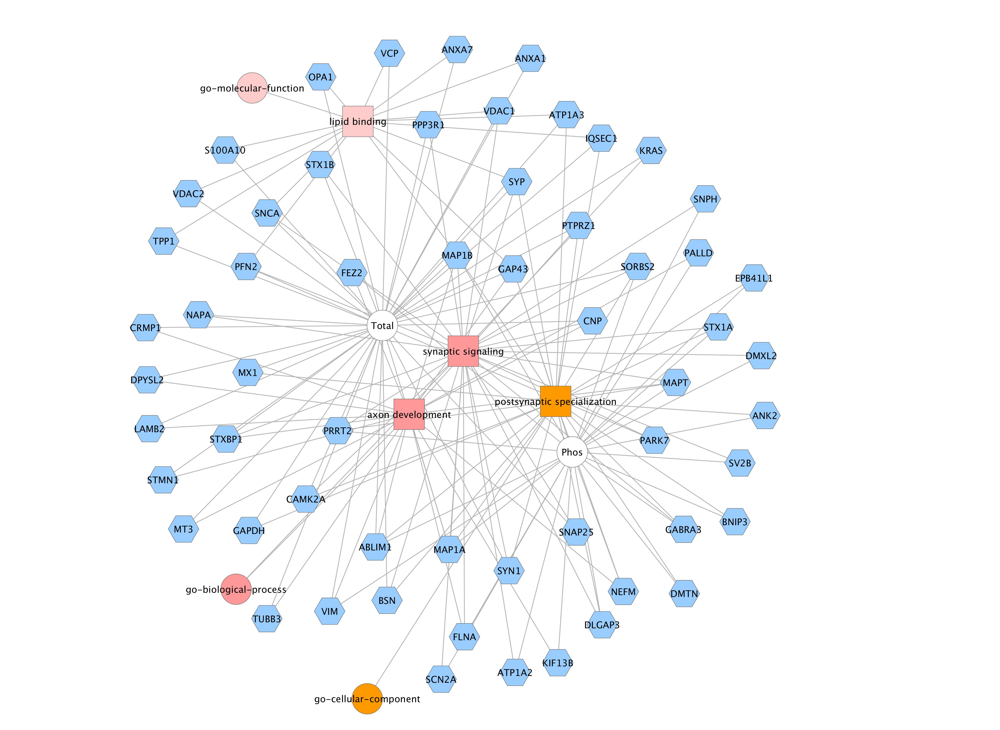 ANXA7
VCP
ANXA1
OPA1
go-molecular-function
VDAC1
ATP1A3
lipid binding
PPP3R1
IQSEC1
S100A10
KRAS
STX1B
SYP
VDAC2
SNPH
SNCA
PTPRZ1
TPP1
PALLD
MAP1B
PFN2
SORBS2
GAP43
FEZ2
EPB41L1
NAPA
CNP
Total
CRMP1
STX1A
synaptic signaling
DMXL2
MX1
DPYSL2
MAPT
postsynaptic specialization
axon development
ANK2
LAMB2
PRRT2
STXBP1
PARK7
Phos
SV2B
STMN1
CAMK2A
BNIP3
MT3
GABRA3
GAPDH
SNAP25
ABLIM1
MAP1A
SYN1
go-biological-process
NEFM
DMTN
BSN
VIM
TUBB3
DLGAP3
FLNA
KIF13B
ATP1A2
SCN2A
go-cellular-component